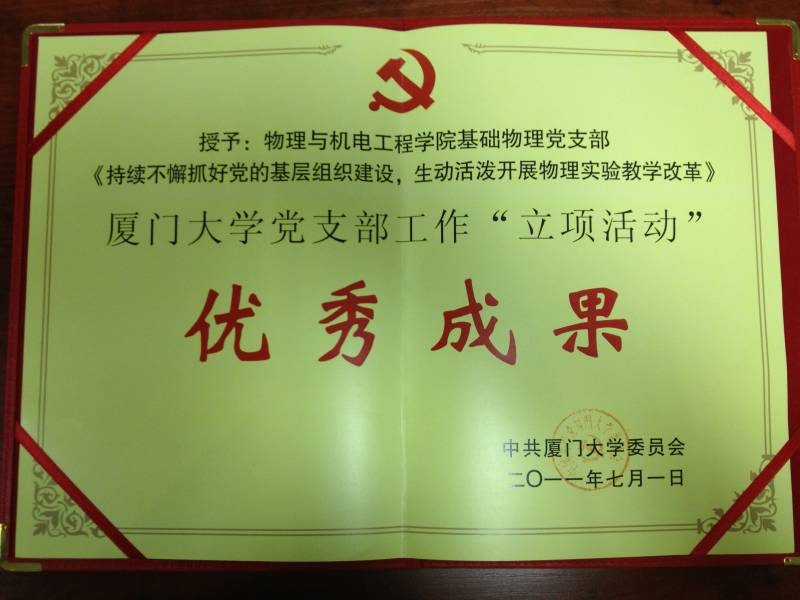 授予：物理与机电工程学院基础物理党支部
《持续不懈抓好党的基层组织建设，生动活泼开展物理实验教学改革》
厦门大学党支部工作“立项活动”
优秀成果
中共厦门大学委员会
二〇一一年七月一日